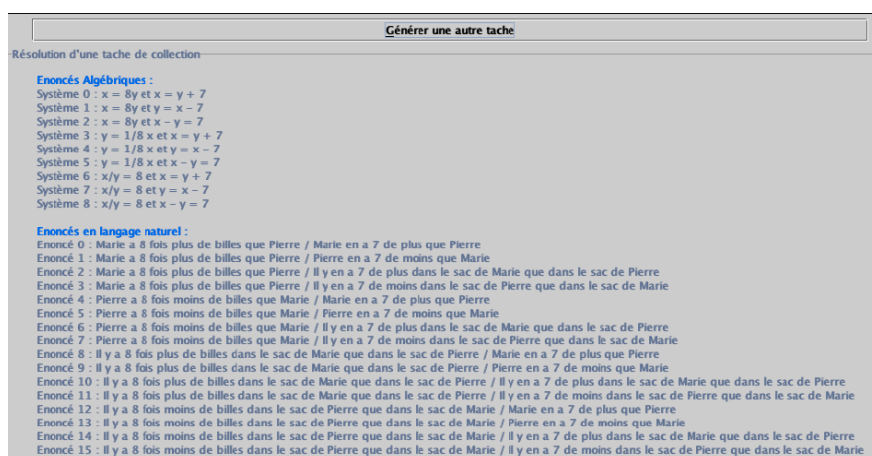 Générer une autre tache
Résolution d'une tache de collection
Enoncés Algébriques :
Système 0 : x = 8y et x = y + 7
Système 1 : x = 8y et y = x - 7
Système 2 : x = 8y et x - y = 7
Système 3 : y = 1/8 x et x = y + 7
Système 4 : y = 1/8 x et y = x - 7
Système 5 : y = 1/8 x et x - y = 7
Système 6 : x/y = 8 et x = y + 7
Système 7 : x/y = 8 et y = x - 7
Système 8 : x/y = 8 et x - y = 7
Enoncés en langage naturel :
Enoncé 0 : Marie a 8 fois plus de billes que Pierre / Marie en a 7 de plus que Pierre
Enoncé 1 : Marie a 8 fois plus de billes que Pierre / Pierre en a 7 de moins que Marie
Enoncé 2 : Marie a 8 fois plus de billes que Pierre / Il y en a 7 de plus dans le sac de Marie que dans le sac de Pierre
Enoncé 3 : Marie a 8 fois plus de billes que Pierre / Il y en a 7 de moins dans le sac de Pierre que dans le sac de Marie
Enoncé 4 : Pierre a 8 fois moins de billes que Marie / Marie en a 7 de plus que Pierre
Enoncé 5 : Pierre a 8 fois moins de billes que Marie / Pierre en a 7 de moins que Marie
Enoncé 6 : Pierre a 8 fois moins de billes que Marie / Il y en a 7 de plus dans le sac de Marie que dans le sac de Pierre
Enoncé 7 : Pierre a 8 fois moins de billes que Marie / Il y en a 7 de moins dans le sac de Pierre que dans le sac de Marie
Enoncé 8 : Il y a 8 fois plus de billes dans le sac de Marie que dans le sac de Pierre / Marie en a 7 de plus que Pierre
Enoncé 9 : Il y a 8 fois plus de billes dans le sac de Marie que dans le sac de Pierre / Pierre en a 7 de moins que Marie
Enoncé 10 : Il y a 8 fois plus de billes dans le sac de Marie que dans le sac de Pierre / Il y en a 7 de plus dans le sac de Marie que dans le sac de Pierre
Enoncé 11 : Il y a 8 fois plus de billes dans le sac de Marie que dans le sac de Pierre / Il y en a 7 de moins dans le sac de Pierre que dans le sac de Marie
Enoncé 12 : Il y a 8 fois moins de billes dans le sac de Pierre que dans le sac de Marie / Marie en a 7 de plus que Pierre
Enoncé 13 : Il y a 8 fois moins de billes dans le sac de Pierre que dans le sac de Marie / Pierre en a 7 de moins que Marie
Enoncé 14 : Il y a 8 fois moins de billes dans le sac de Pierre que dans le sac de Marie / Il y en a 7 de plus dans le sac de Marie que dans le sac de Pierre
Enoncé 15 : Il y a 8 fois moins de billes dans le sac de Pierre que dans le sac de Marie / Il y en a 7 de moins dans le sac de Pierre que dans le sac de Marie